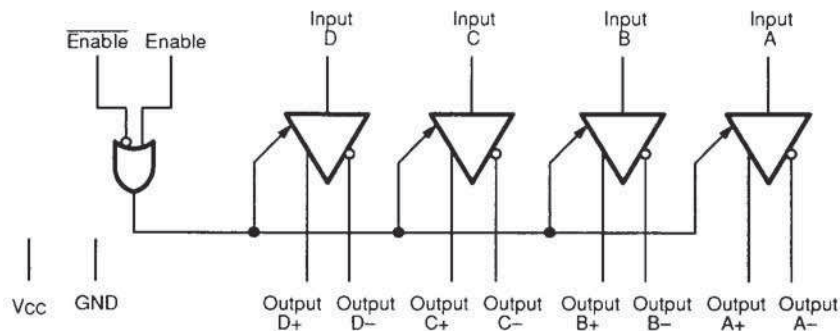 Input
D
Input
C
Input
B
Input
A
Enable
Enable
VCC
GND
Output
D+
Output
D−
Output
C+
Output
C−
Output
B+
Output
B−
Output
A+
Output
A−